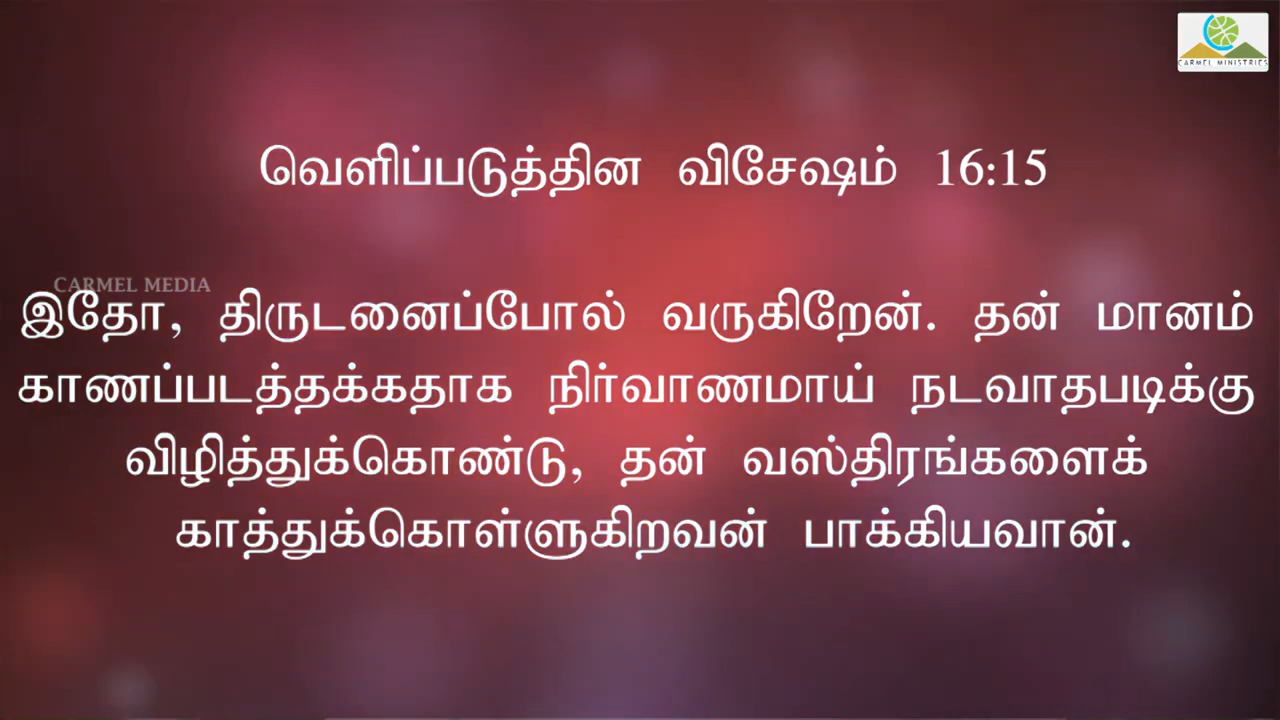 CARMEL MINISTRIES
வெளிப்படுத்தின விசேஷம் 16:15
CARMEL MEDIA
இதோ, திருடனைப்போல் வருகிறேன். தன் மானம்
காணப்படத்தக்கதாக நிர்வாணமாய் நடவாதபடிக்கு
விழித்துக்கொண்டு, தன் வஸ்திரங்களைக்
காத்துக்கொள்ளுகிறவன் பாக்கியவான்.